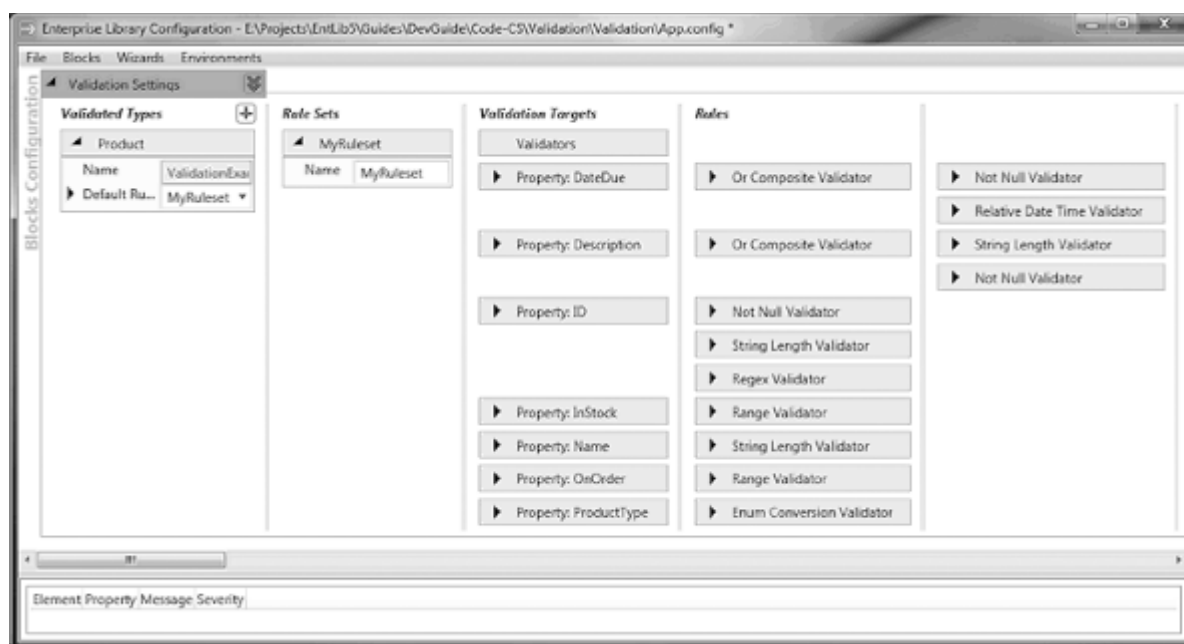 Enterprise Library Configuration - E:\Projects\EntLib5\Guides\DevGuide\Code-CS\Validation\Validation\App.config *
File Blocks Wizards Environments
Blocks Configuration
Validation Settings
Validated Types Rule Sets Validation Targets Rules
Product MyRuleset Validators
Name ValidationExa Name MyRuleset Property: DateDue Or Composite Validator Not Null Validator
Default Ru... MyRuleset
Relative Date Time Validator
Property: Description Or Composite Validator String Length Validator
Not Null Validator
Property: ID Not Null Validator
String Length Validator
Regex Validator
Property: InStock Range Validator
Property: Name String Length Validator
Property: OnOrder Range Validator
Property: ProductType Enum Conversion Validator
Element Property Message Severity